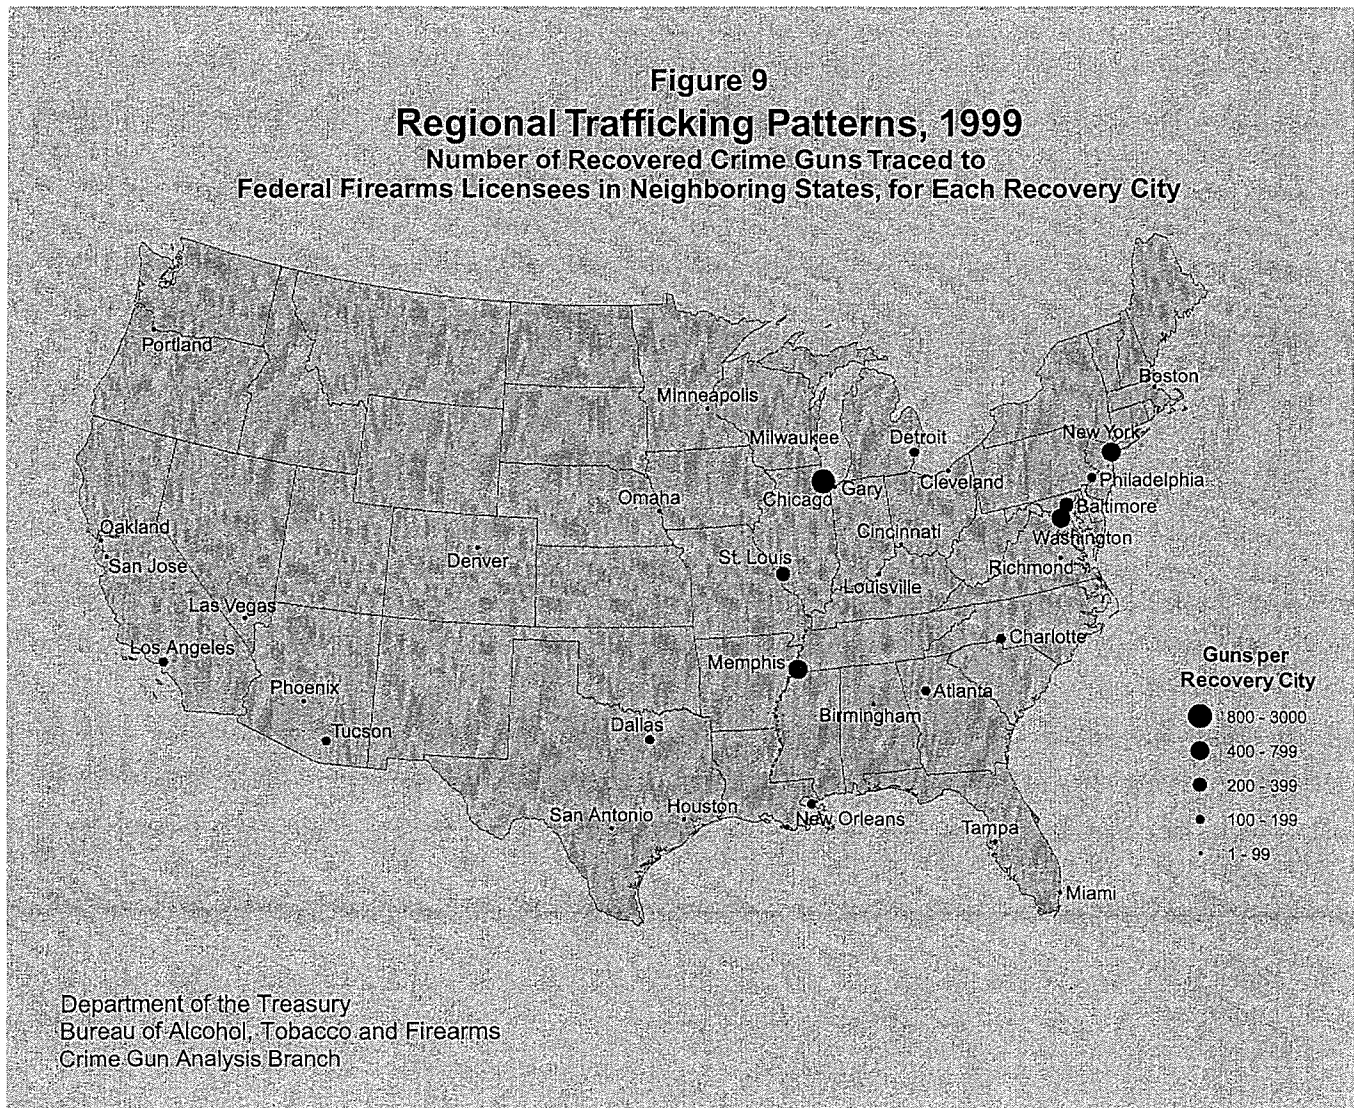 Figure 9
Regional Trafficking Patterns, 1999
Number of Recovered Crime Guns Traced to
Federal Firearms Licensees in Neighboring States, for Each Recovery City
Portland
Boston
Minneapolis
New York
Milwaukee
Detroit
Philadelphia
Cleveland
Gary
Chicago
Omaha
Baltimore
Oakland
Cincinnati
Washington
Denver
St. Louis
San Jose
Richmond
Louisville
Las Vegas
Charlotte
Los Angeles
Memphis
Phoenix
Atlanta
Birmingham
Tucson
Dallas
Houston
San Antonio
New Orleans
Tampa
Miami
Guns per
Recovery City
800 - 3000
400 - 799
200 - 399
100 - 199
1 - 99
Department of the Treasury
Bureau of Alcohol, Tobacco and Firearms
Crime Gun Analysis Branch